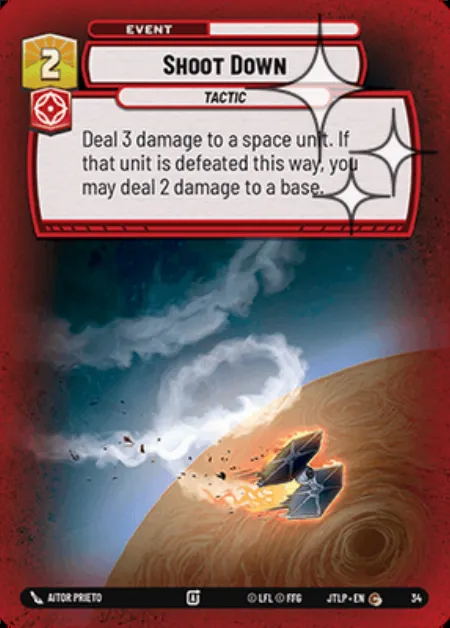 EVENT
2
SHOOT DOWN
TACTIC
Deal 3 damage to a space unit. If
that unit is defeated this way, you
may deal 2 damage to a base.
AITOR PRIETO
© LFL © FFG
JTLP • EN
C
34